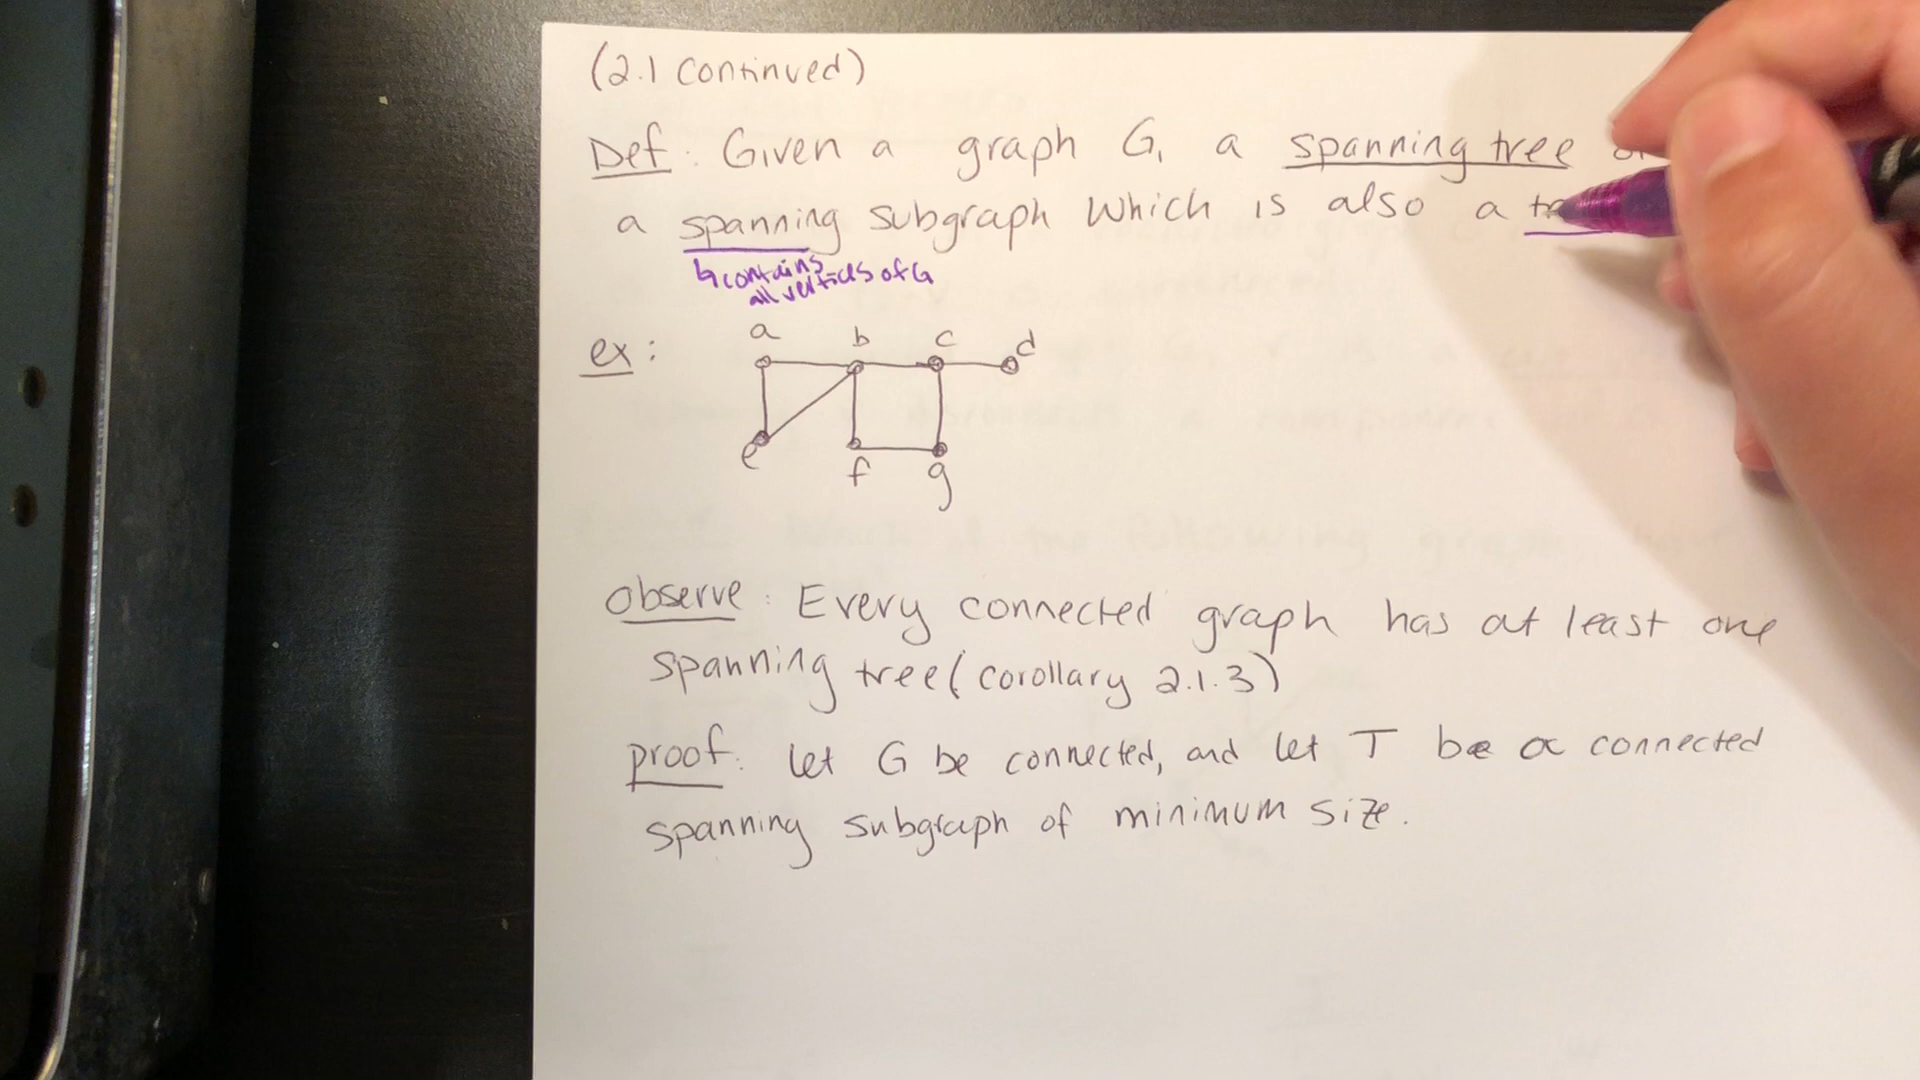 (2.1 continued)
Def: Given a graph G, a spanning tree
a spanning subgraph which is also a
↳ contains
all vertices of G
ex:
a b c d
e f g
observe: Every connected graph has at least one
spanning tree (corollary 2.1.3)
proof: let G be connected, and let T be a connected
spanning subgraph of minimum size.